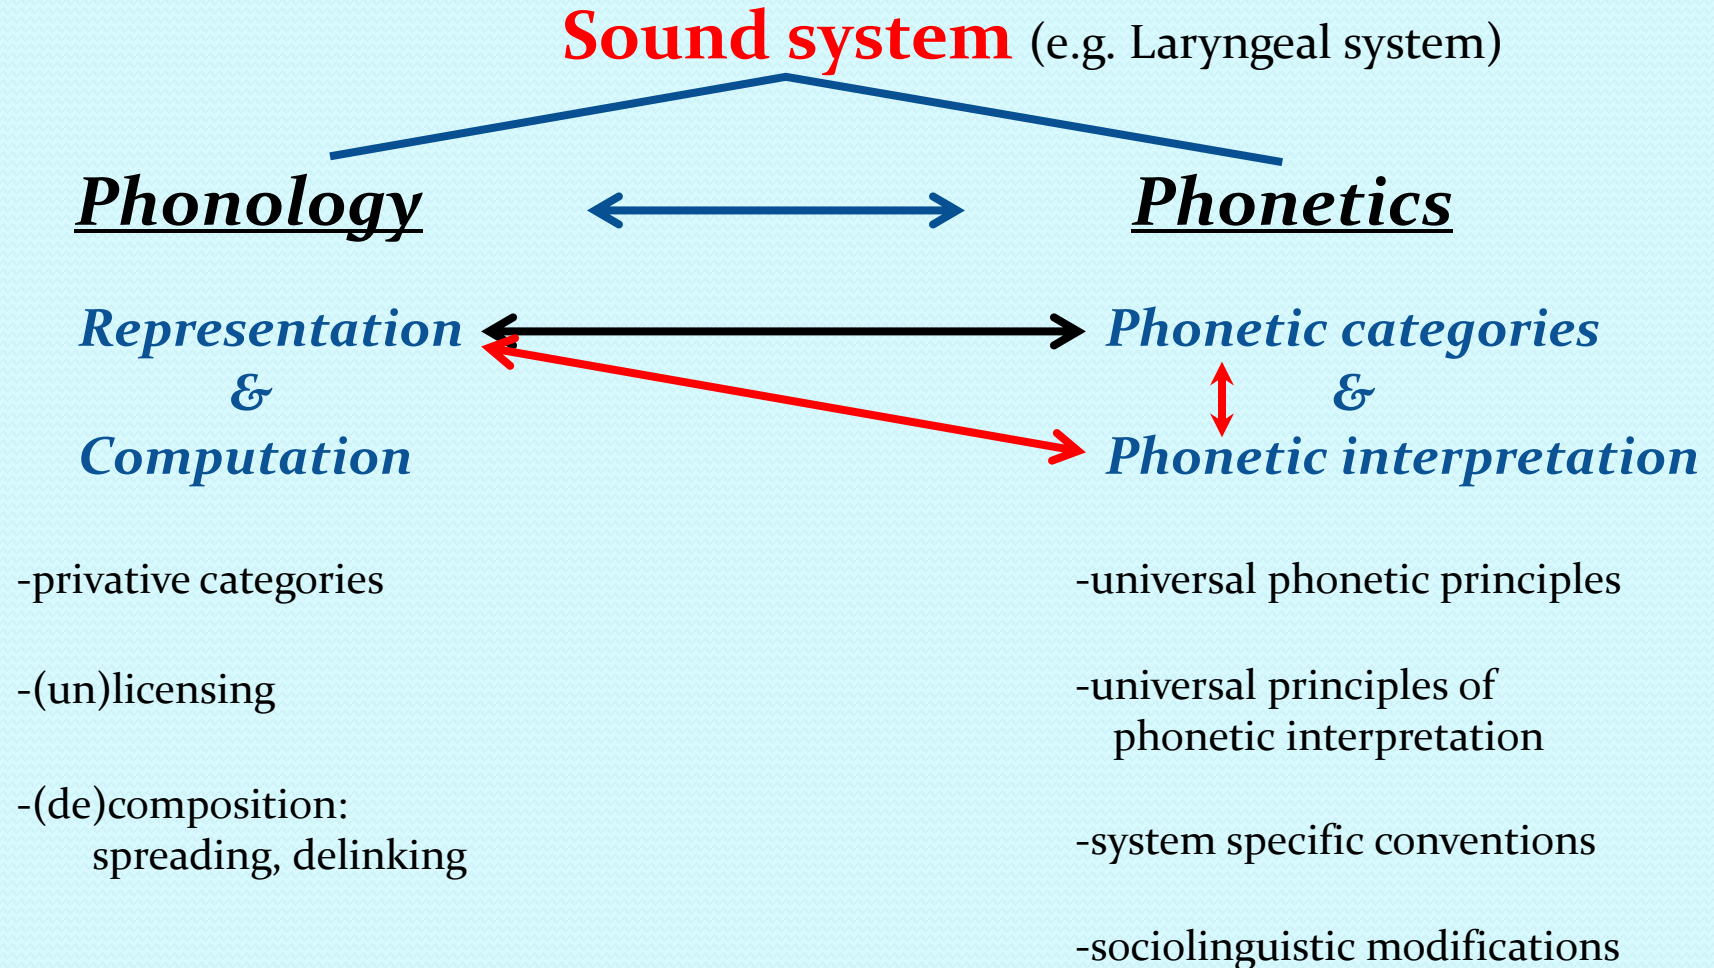 Sound system (e.g. Laryngeal system)
Phonology
Phonetics
Representation
&
Computation
Phonetic categories
&
Phonetic interpretation
-privative categories
-(un)licensing
-(de)composition:
spreading, delinking
-universal phonetic principles
-universal principles of
phonetic interpretation
-system specific conventions
-sociolinguistic modifications